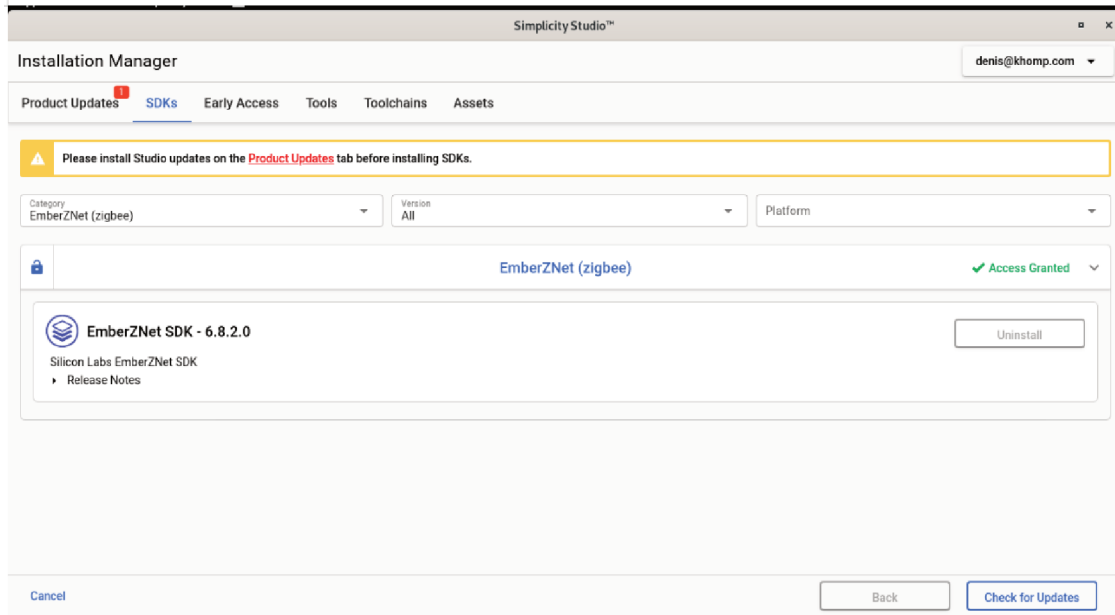 Simplicity Studio™
Installation Manager
denis@khomp.com
Product Updates 1 SDKs Early Access Tools Toolchains Assets
Please install Studio updates on the Product Updates tab before installing SDKs.
Category
EmberZNet (zigbee)
Version
All
Platform
EmberZNet (zigbee)
Access Granted
EmberZNet SDK - 6.8.2.0
Uninstall
Silicon Labs EmberZNet SDK
Release Notes
Cancel
Back
Check for Updates